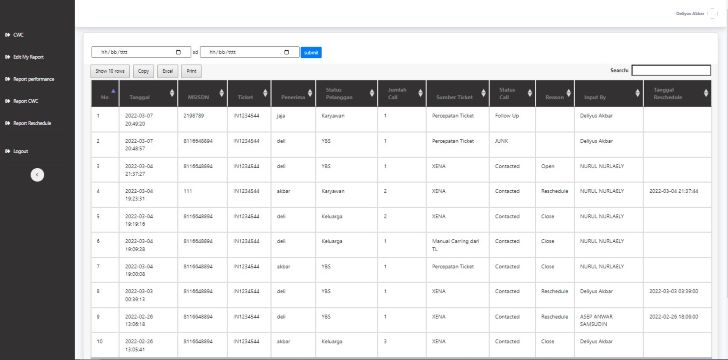 Deliyus Akbar
CWC
Edit My Report
Report performance
Report CWC
Report Reschedule
Logout
hh/bb/tttt sd hh/bb/tttt submit
Show 10 rows Copy Excel Print Search:
No Tanggal MSISDN Ticket Penerima Status Pelanggan Jumlah Call Sumber Ticket Status Call Reason Input By Tanggal Reschedule
1 2022-03-07 20:49:20 2198789 IN1234544 jaja Karyawan 1 Percepatan Ticket Follow Up Deliyus Akbar
2 2022-03-07 20:48:57 8116648894 IN1234544 deli YBS 1 Percepatan Ticket JUNK Deliyus Akbar
3 2022-03-04 21:37:27 8116648894 IN1234544 deli YBS 1 XENA Contacted Open NURUL NURLAELY
4 2022-03-04 19:23:31 111 IN1234544 akbar Karyawan 2 XENA Contacted Reschedule NURUL NURLAELY 2022-03-04 21:37:44
5 2022-03-04 19:19:16 8116648894 IN1234544 deli Keluarga 2 XENA Contacted Close NURUL NURLAELY
6 2022-03-04 19:09:28 8116648894 IN1234544 deli Keluarga 1 Manual Carring dari TL Contacted Close NURUL NURLAELY
7 2022-03-04 19:00:08 8116648894 IN1234544 akbar YBS 1 Percepatan Ticket Contacted Close NURUL NURLAELY
8 2022-03-03 00:39:13 8116648894 IN1234544 deli YBS 1 XENA Contacted Reschedule Deliyus Akbar 2022-03-03 03:39:00
9 2022-02-26 13:06:18 8116648894 IN1234544 deli YBS 1 XENA Contacted Reschedule ASEP ANWAR SAMSUDIN 2022-02-26 18:06:00
10 2022-02-26 13:05:41 8116648894 IN1234544 akbar Keluarga 3 XENA Contacted Close Deliyus Akbar